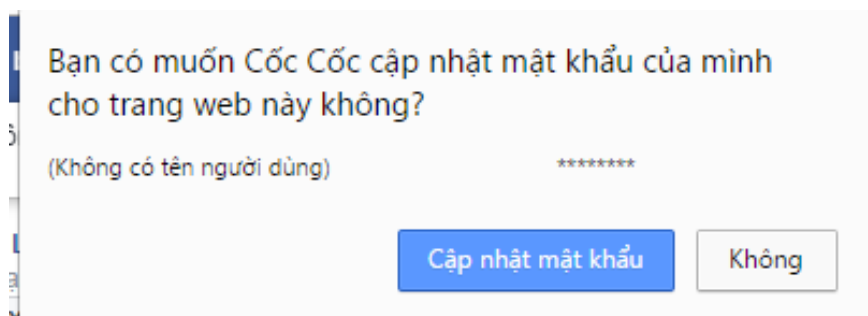 Bạn có muốn Cốc Cốc cập nhật mật khẩu của mình
cho trang web này không?
(Không có tên người dùng) ********
Cập nhật mật khẩu Không